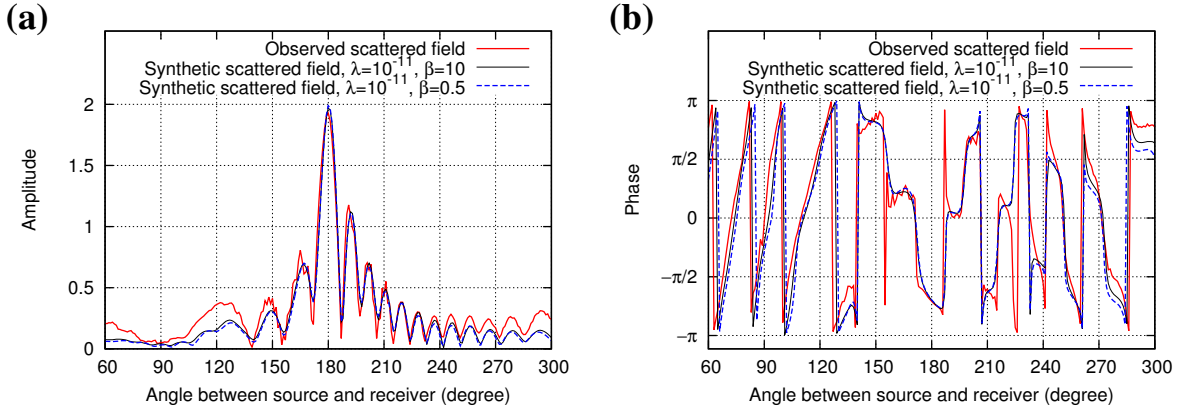 (a)
Observed scattered field
Synthetic scattered field, λ=10^-11, β=10
Synthetic scattered field, λ=10^-11, β=0.5
2
1.5
1
0.5
0
Amplitude
60 90 120 150 180 210 240 270 300
Angle between source and receiver (degree)
(b)
Observed scattered field
Synthetic scattered field, λ=10^-11, β=10
Synthetic scattered field, λ=10^-11, β=0.5
π
π/2
0
−π/2
−π
Phase
60 90 120 150 180 210 240 270 300
Angle between source and receiver (degree)